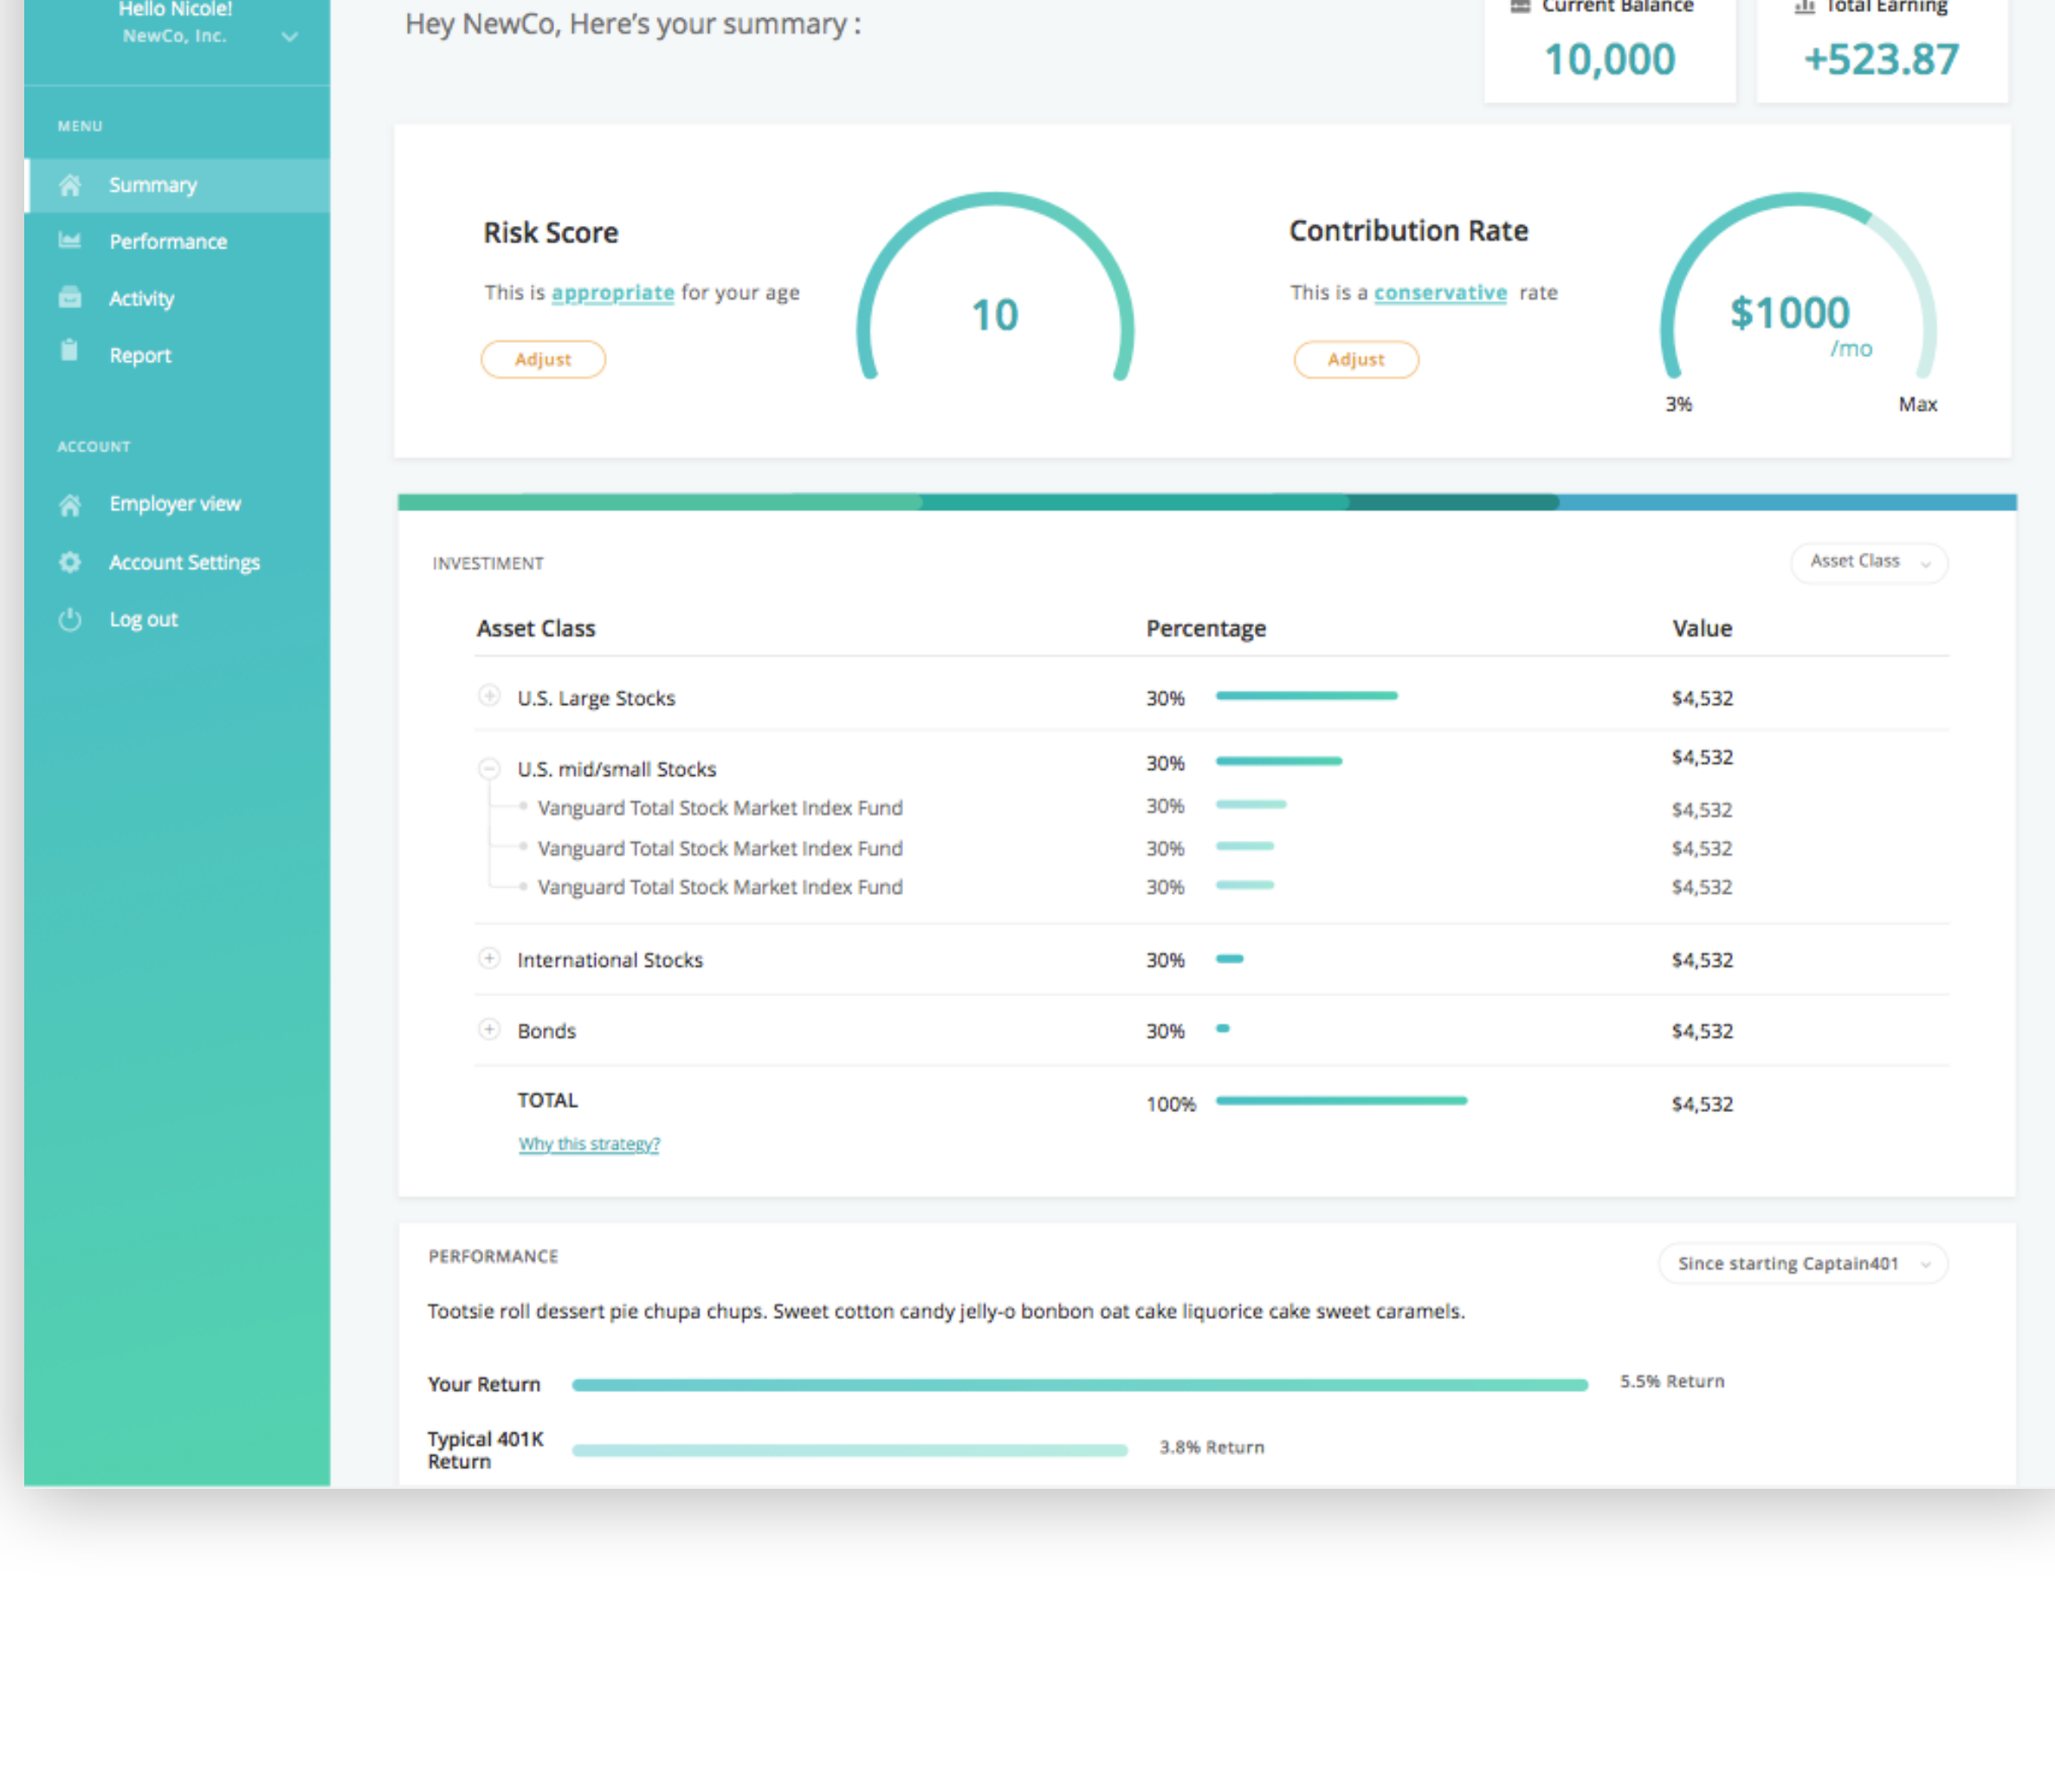 Hello Nicole!
NewCo, Inc.
MENU
Summary
Performance
Activity
Report
ACCOUNT
Employer view
Account Settings
Log out
Hey NewCo, Here's your summary :
Current Balance
10,000
Total Earning
+523.87
Risk Score
This is appropriate for your age
Adjust
10
Contribution Rate
This is a conservative rate
Adjust
$1000
/mo
3%
Max
INVESTIMENT
Asset Class
Asset Class Percentage Value
U.S. Large Stocks 30% $4,532
U.S. mid/small Stocks 30% $4,532
Vanguard Total Stock Market Index Fund 30% $4,532
Vanguard Total Stock Market Index Fund 30% $4,532
Vanguard Total Stock Market Index Fund 30% $4,532
International Stocks 30% $4,532
Bonds 30% $4,532
TOTAL 100% $4,532
Why this strategy?
PERFORMANCE
Since starting Captain401
Tootsie roll dessert pie chupa chups. Sweet cotton candy jelly-o bonbon oat cake liquorice cake sweet caramels.
Your Return
5.5% Return
Typical 401K
Return
3.8% Return